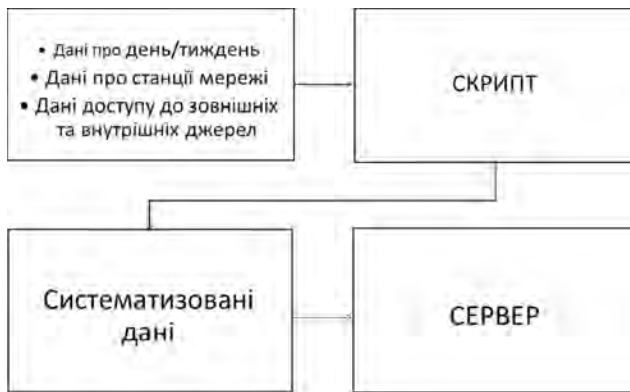 • Дані про день/тиждень
• Дані про станції мережі
• Дані доступу до зовнішніх
та внутрішніх джерел
СКРИПТ
Систематизовані
дані
СЕРВЕР